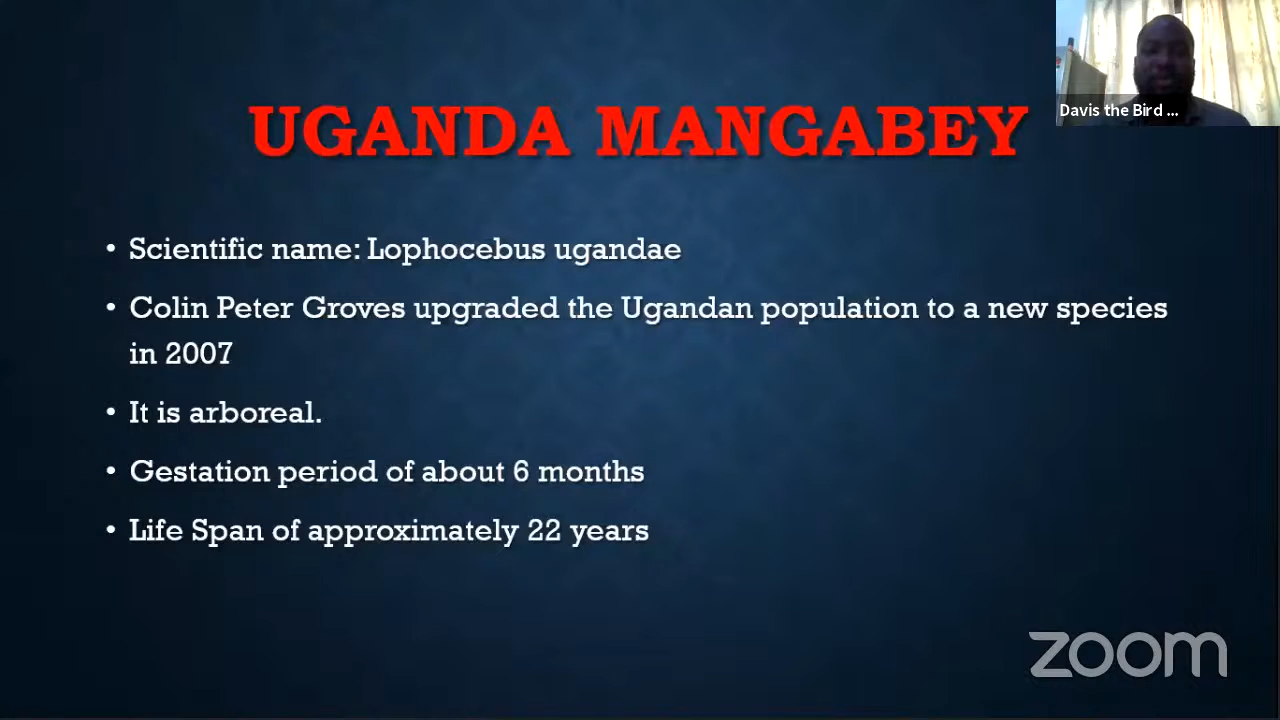 UGANDA MANGABEY
Davis the Bird ...
• Scientific name: Lophocebus ugandae
• Colin Peter Groves upgraded the Ugandan population to a new species
in 2007
• It is arboreal.
• Gestation period of about 6 months
• Life Span of approximately 22 years
zoom